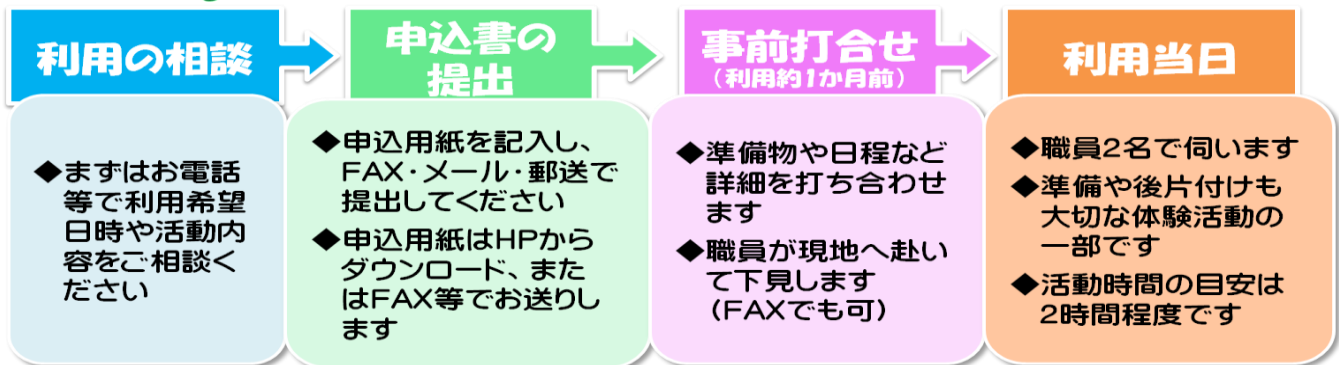 利用の相談
◆まずはお電話
等で利用希望
日時や活動内
容をご相談く
ださい
申込書の
提出
◆申込用紙を記入し、
FAX・メール・郵送で
提出してください
◆申込用紙はHPから
ダウンロード、また
はFAX等でお送りし
ます
事前打合せ
(利用約1か月前)
◆準備物や日程など
詳細を打ち合わせ
ます
◆職員が現地へ赴い
て下見します
(FAXでも可)
利用当日
◆職員2名で伺います
◆準備や後片付けも
大切な体験活動の
一部です
◆活動時間の目安は
2時間程度です